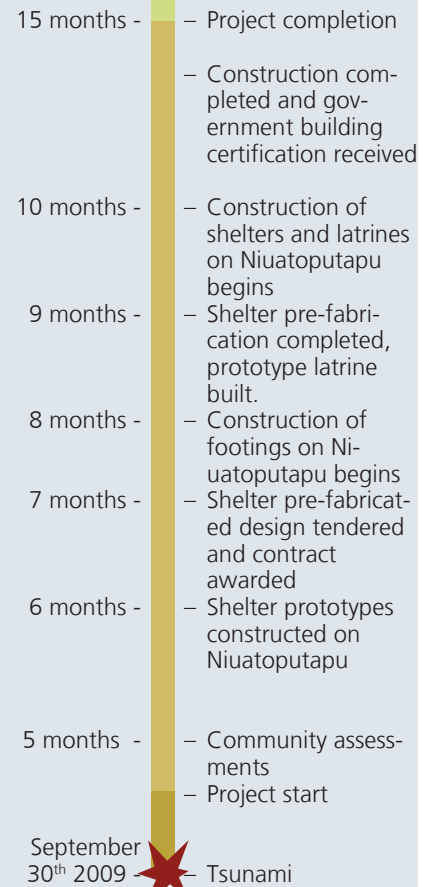 15 months - – Project completion
– Construction com-
pleted and gov-
ernment building
certification received
10 months - – Construction of
shelters and latrines
on Niuatoputapu
begins
9 months - – Shelter pre-fabri-
cation completed,
prototype latrine
built.
8 months - – Construction of
footings on Ni-
uatoputapu begins
7 months - – Shelter pre-fabricat-
ed design tendered
and contract
awarded
6 months - – Shelter prototypes
constructed on
Niuatoputapu
5 months - – Community assess-
ments
– Project start
September
30th 2009 - – Tsunami